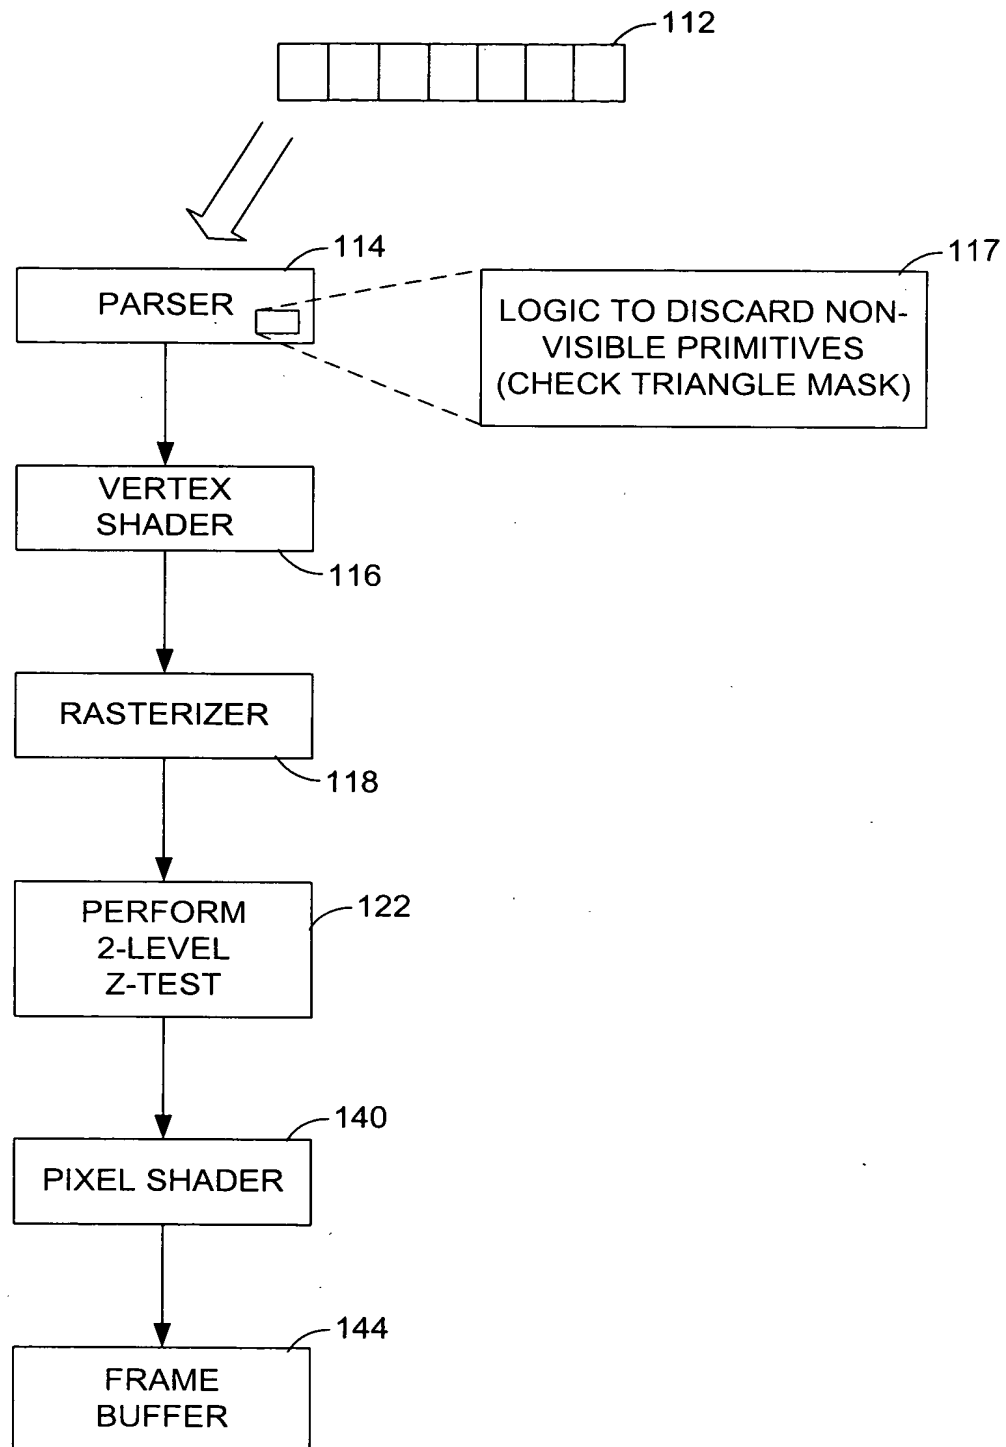 112
114
117
PARSER
LOGIC TO DISCARD NON-
VISIBLE PRIMITIVES
(CHECK TRIANGLE MASK)
VERTEX
SHADER
116
RASTERIZER
118
PERFORM
2-LEVEL
Z-TEST
122
140
PIXEL SHADER
144
FRAME
BUFFER